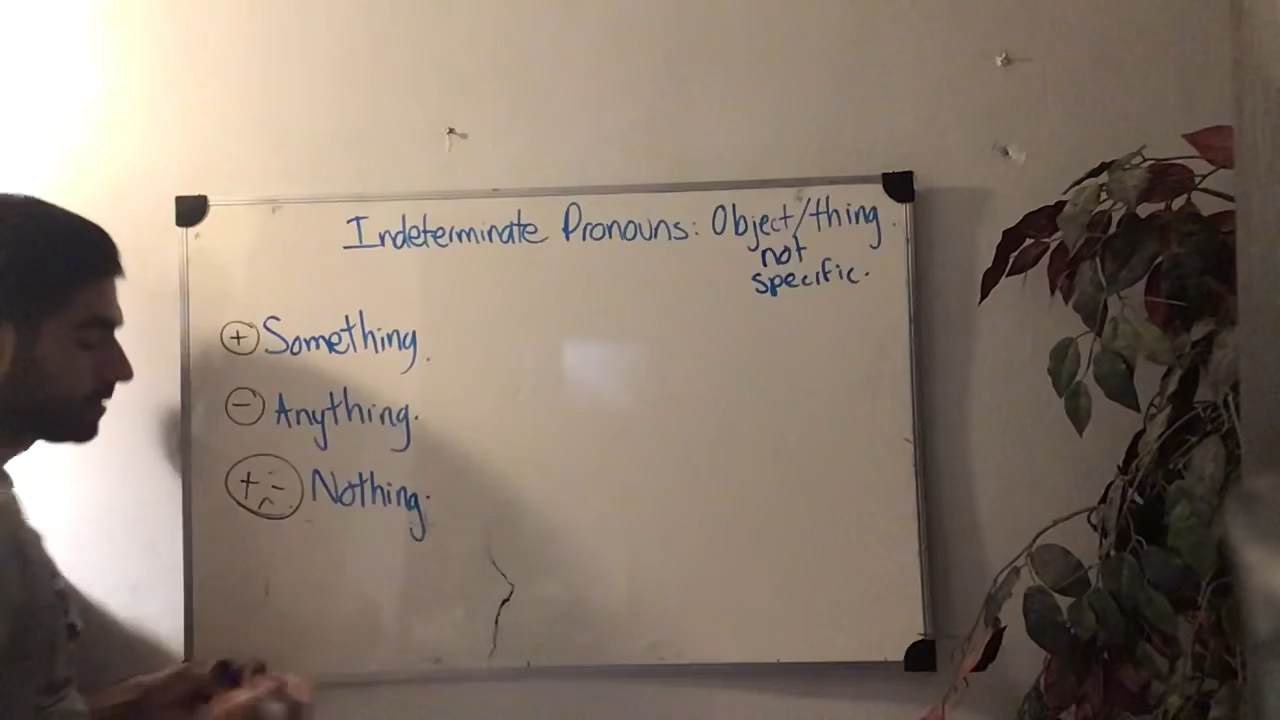 Indeterminate Pronouns: Object/thing.
not
specific.
+ Something.
- Anything.
+ - Nothing.